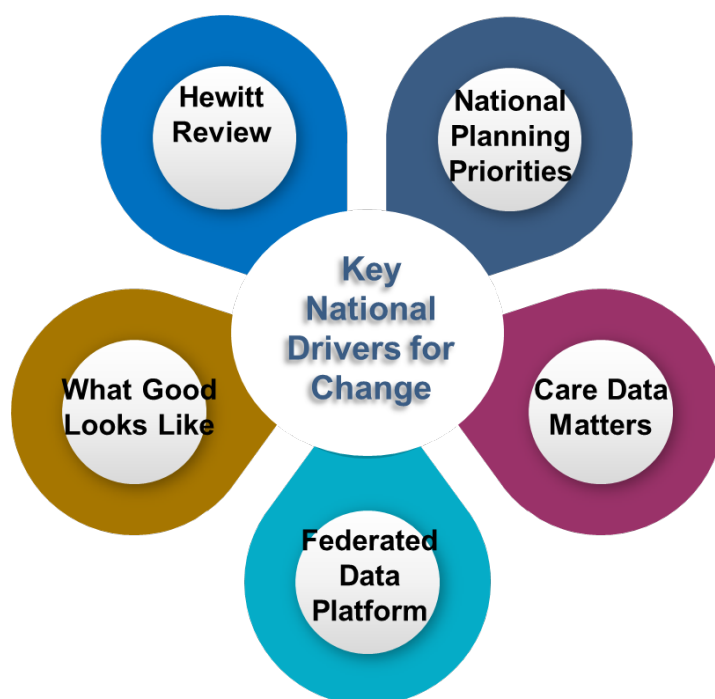 Hewitt
Review
National
Planning
Priorities
Key
National
Drivers for
Change
What Good
Looks Like
Care Data
Matters
Federated
Data
Platform